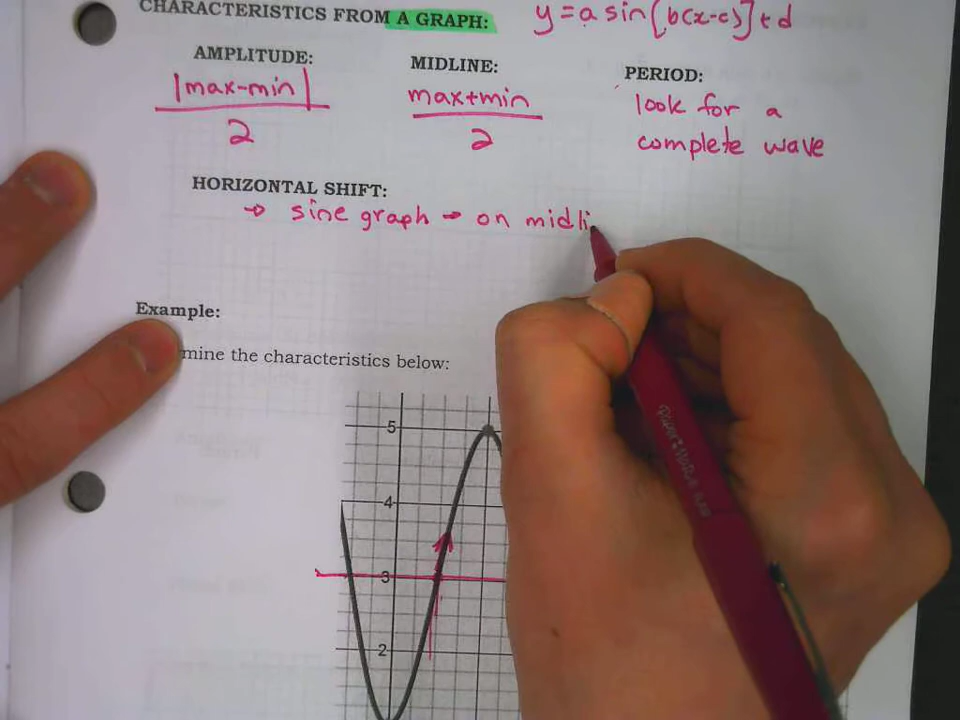 CHARACTERISTICS FROM A GRAPH: y = a sin[b(x-c)] + d
AMPLITUDE: MIDLINE: PERIOD:
|max-min| max+min look for a
2 2 complete wave
HORIZONTAL SHIFT:
→ sine graph → on midli
Example:
mine the characteristics below:
5
4
3
2